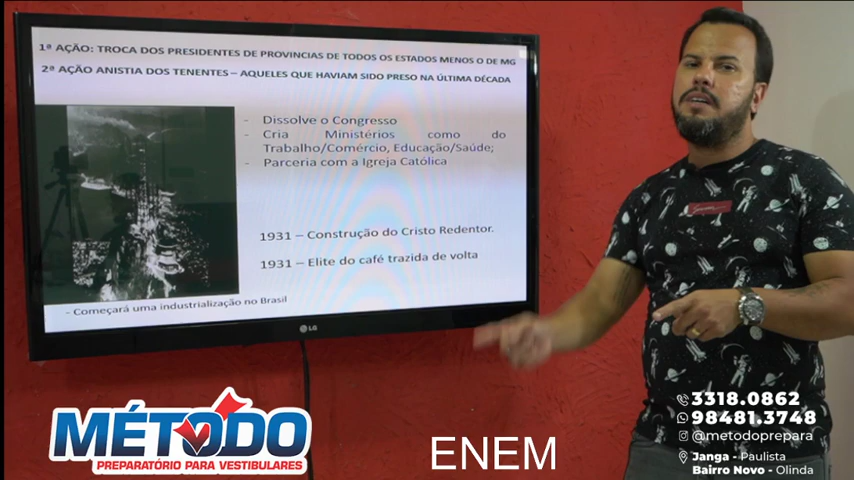 1ª AÇÃO: TROCA DOS PRESIDENTES DE PROVINCIAS DE TODOS OS ESTADOS MENOS O DE MG
2ª AÇÃO ANISTIA DOS TENENTES – AQUELES QUE HAVIAM SIDO PRESO NA ÚLTIMA DÉCADA
- Dissolve o Congresso
- Cria Ministérios como do
Trabalho/Comércio, Educação/Saúde;
- Parceria com a Igreja Católica
1931 – Construção do Cristo Redentor.
1931 – Elite do café trazida de volta
- Começará uma industrialização no Brasil
LG
MÉTODO
PREPARATÓRIO PARA VESTIBULARES
ENEM
3318.0862
98481.3748
@metodoprepara
Janga - Paulista
Bairro Novo - Olinda